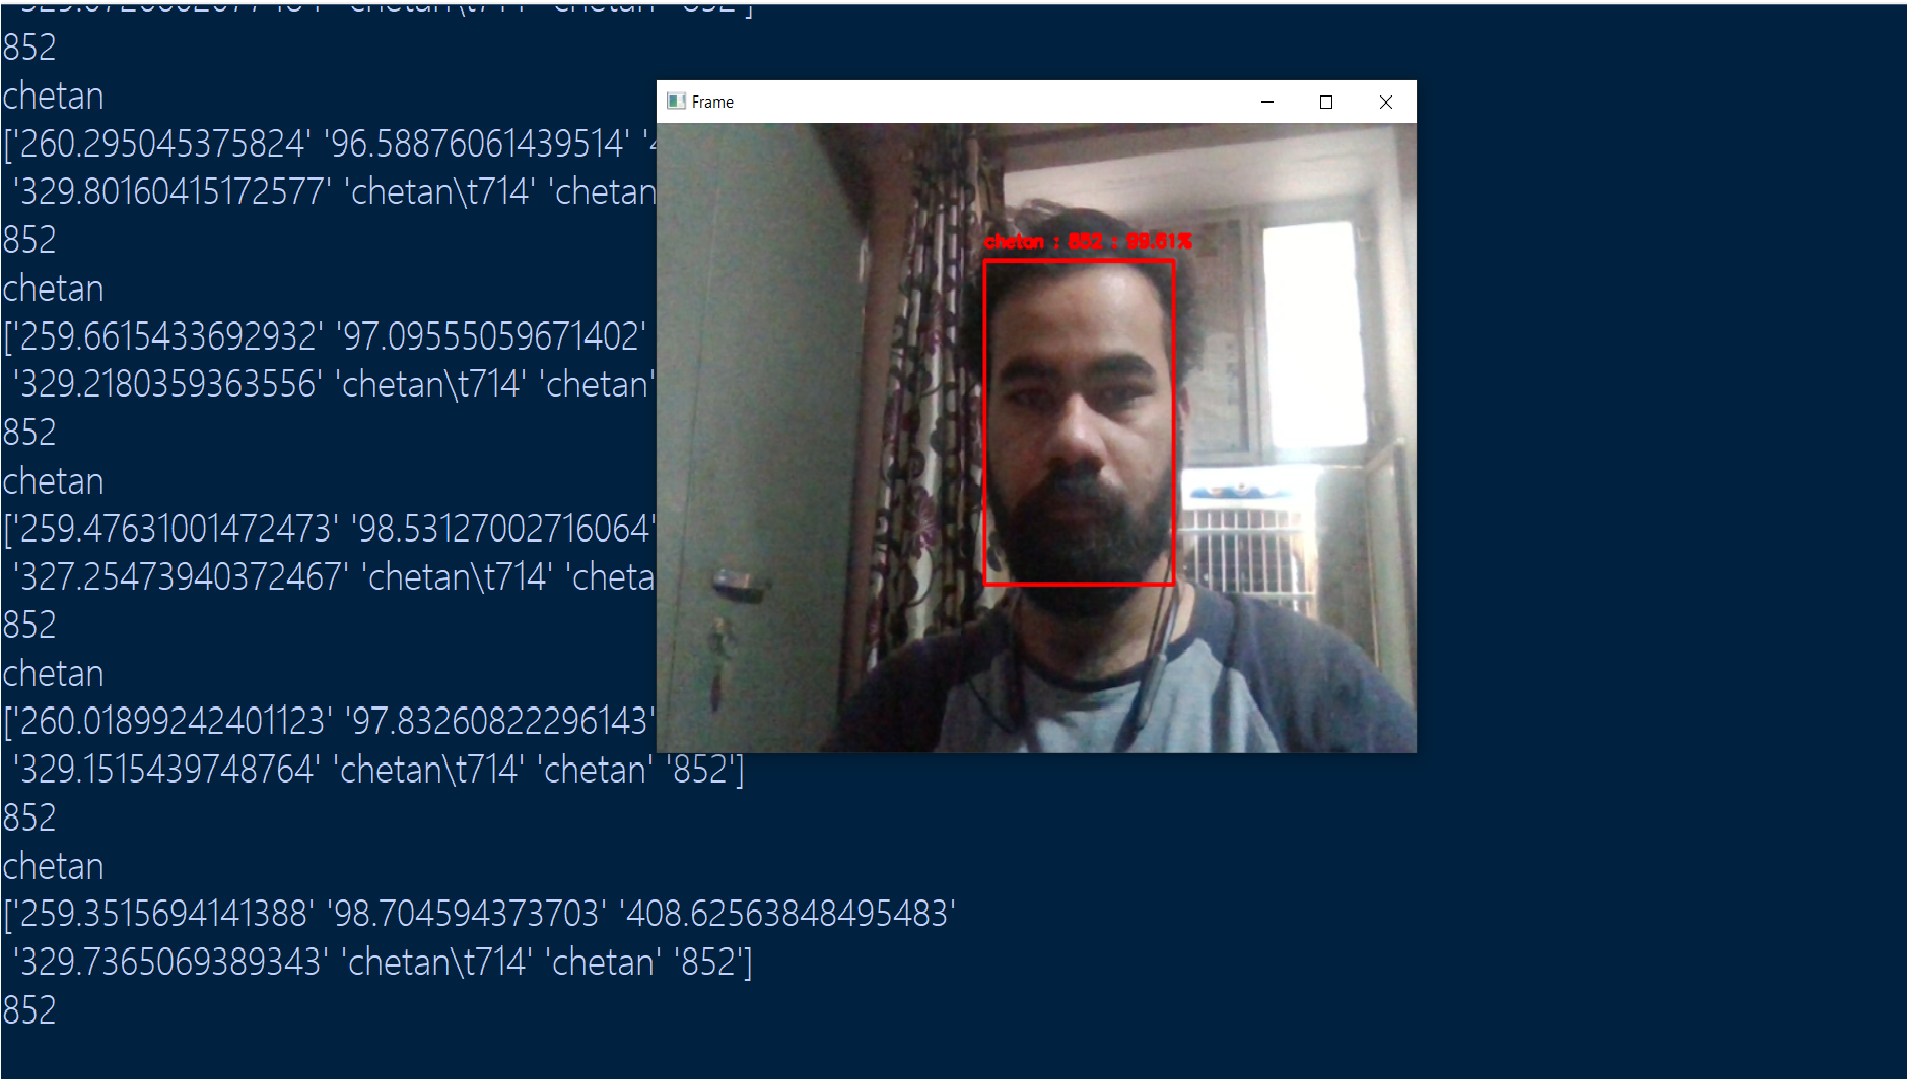 852
chetan
['260.295045375824' '96.58876061439514' '4
'329.80160415172577' 'chetan\t714' 'chetan
852
chetan
['259.6615433692932' '97.09555059671402'
'329.2180359363556' 'chetan\t714' 'chetan'
852
chetan
['259.47631001472473' '98.53127002716064'
'327.25473940372467' 'chetan\t714' 'cheta
852
chetan
['260.01899242401123' '97.83260822296143'
'329.1515439748764' 'chetan\t714' 'chetan' '852']
852
chetan
['259.3515694141388' '98.704594373703' '408.62563848495483'
'329.7365069389343' 'chetan\t714' 'chetan' '852']
852
Frame
chetan : 852 : 99.61%